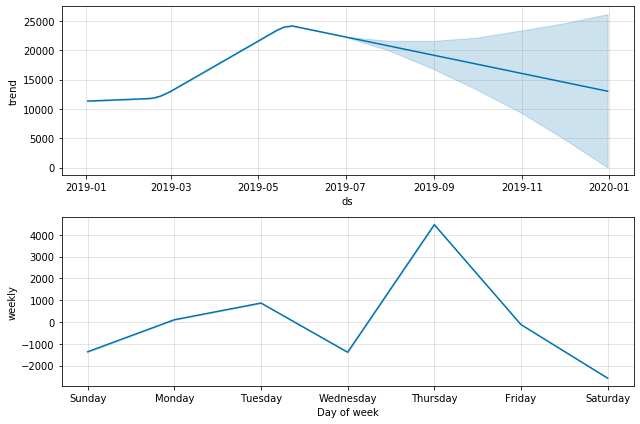 25000
20000
15000
10000
5000
0
trend
2019-01 2019-03 2019-05 2019-07 2019-09 2019-11 2020-01
ds
4000
3000
2000
1000
0
−1000
−2000
weekly
Sunday Monday Tuesday Wednesday Thursday Friday Saturday
Day of week